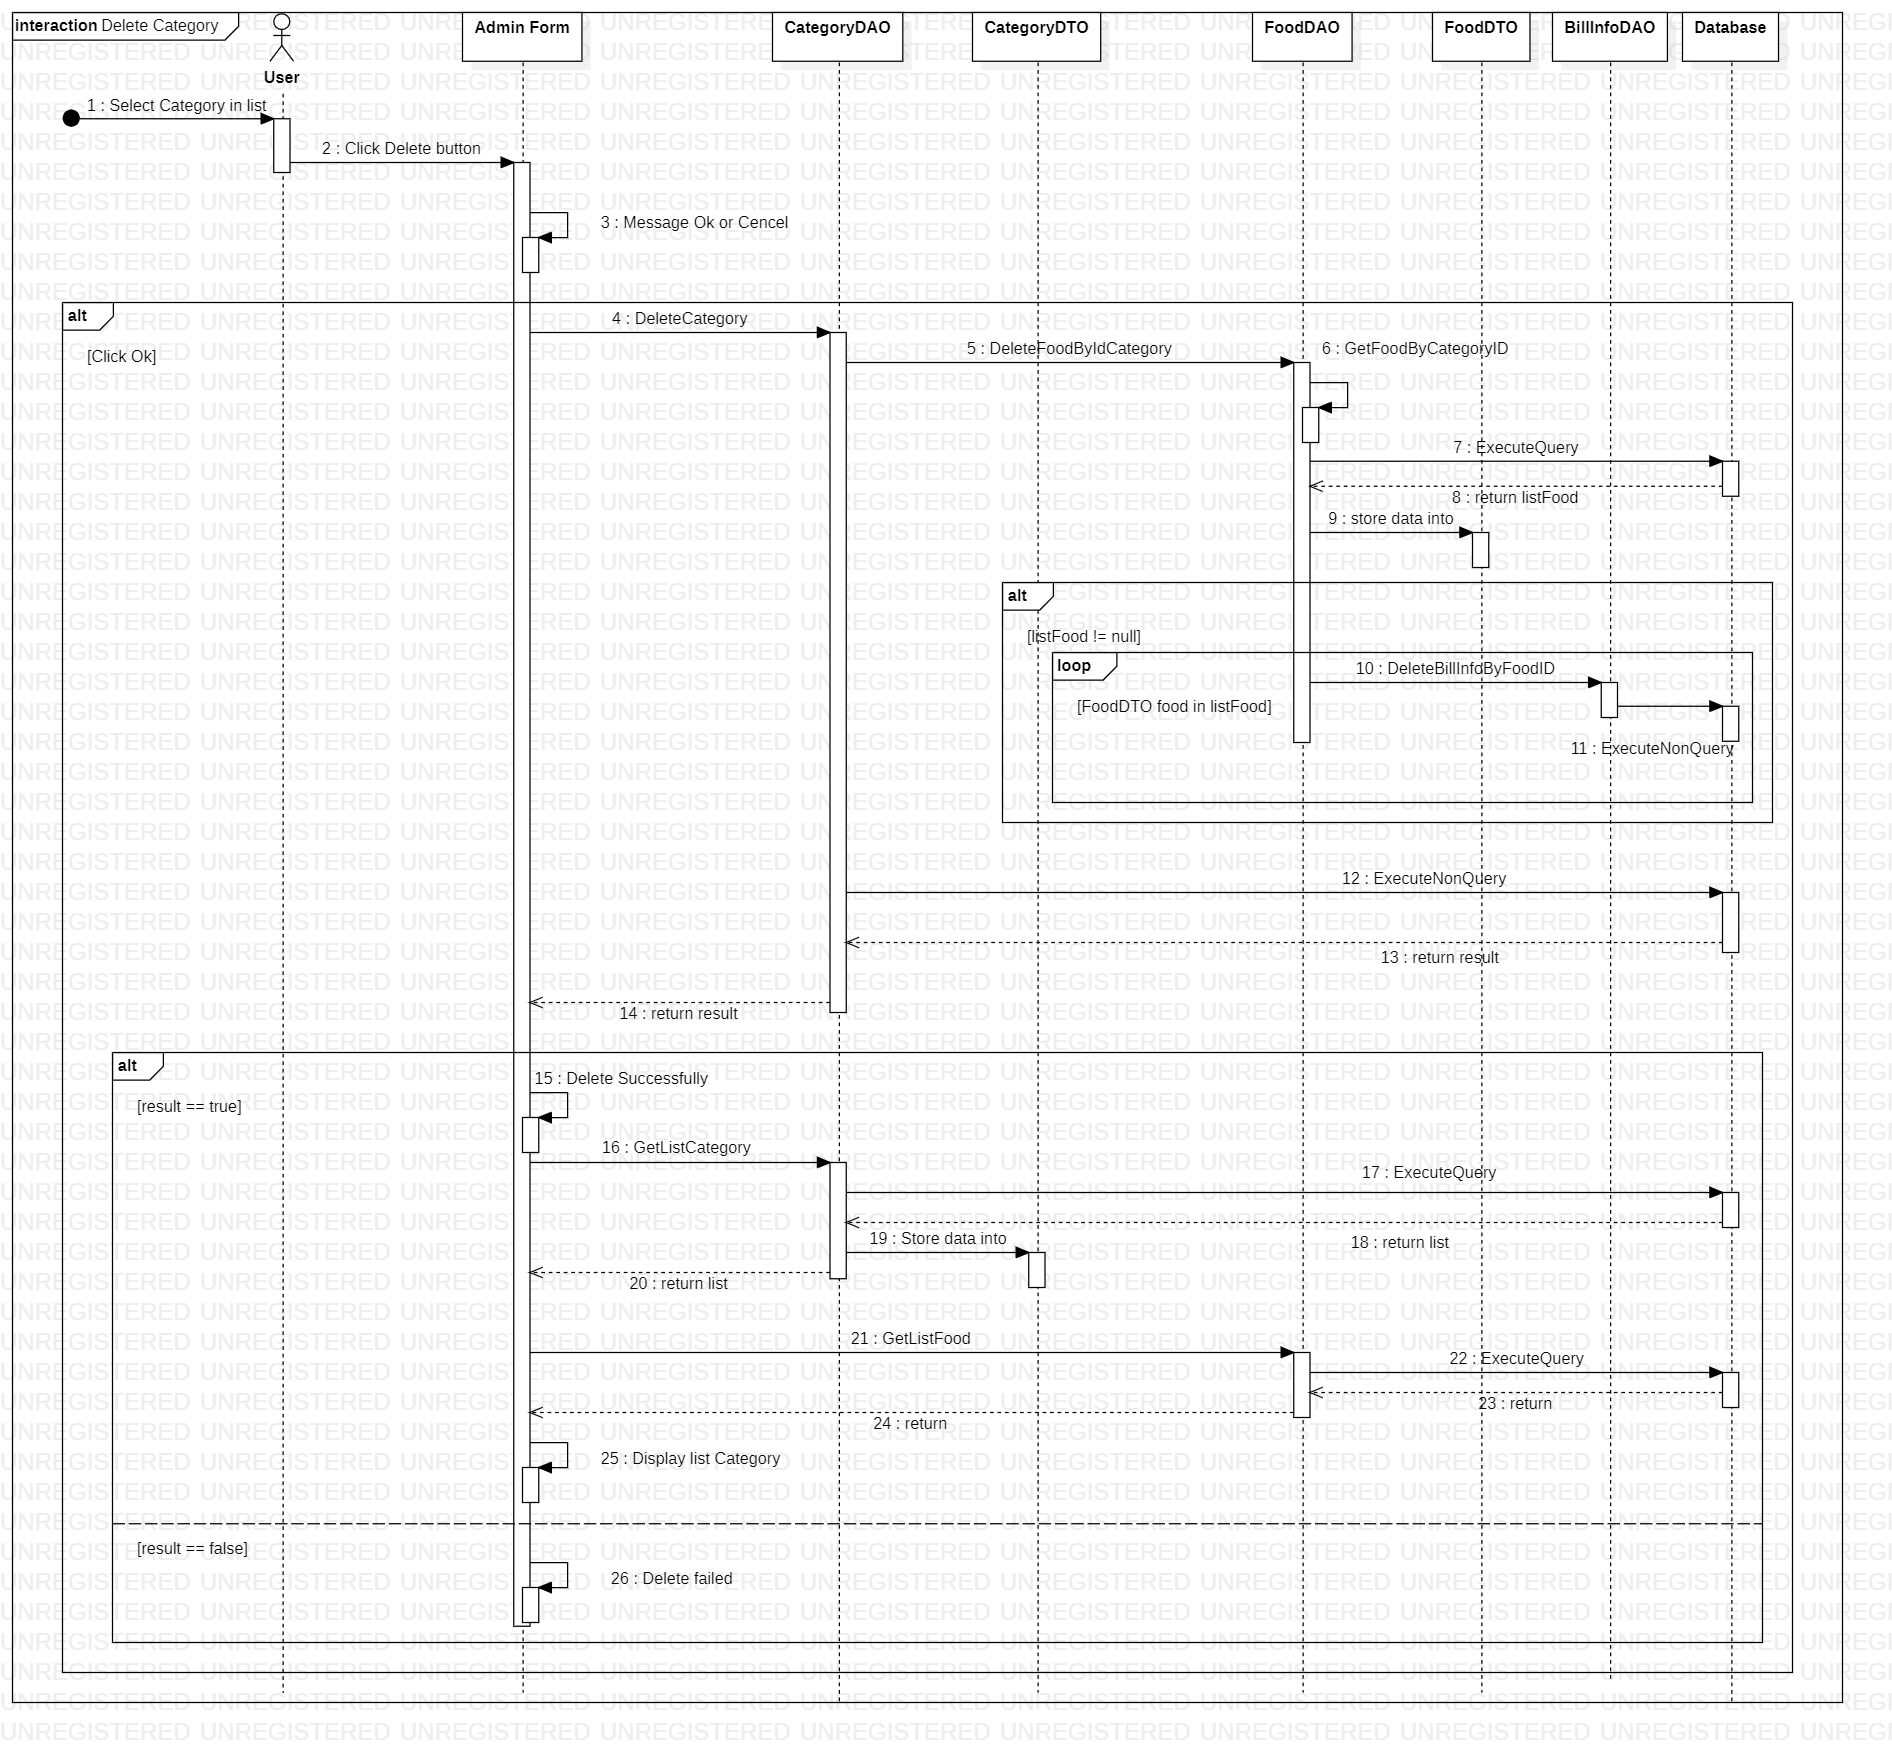 interaction Delete Category
User
Admin Form
CategoryDAO
CategoryDTO
FoodDAO
FoodDTO
BillInfoDAO
Database
1 : Select Category in list
2 : Click Delete button
3 : Message Ok or Cencel
alt
[Click Ok]
4 : DeleteCategory
5 : DeleteFoodByIdCategory
6 : GetFoodByCategoryID
7 : ExecuteQuery
8 : return listFood
9 : store data into
alt
[listFood != null]
loop
[FoodDTO food in listFood]
10 : DeleteBillInfoByFoodID
11 : ExecuteNonQuery
12 : ExecuteNonQuery
13 : return result
14 : return result
alt
[result == true]
15 : Delete Successfully
16 : GetListCategory
17 : ExecuteQuery
18 : return list
19 : Store data into
20 : return list
21 : GetListFood
22 : ExecuteQuery
23 : return
24 : return
25 : Display list Category
[result == false]
26 : Delete failed
UNREGISTERED